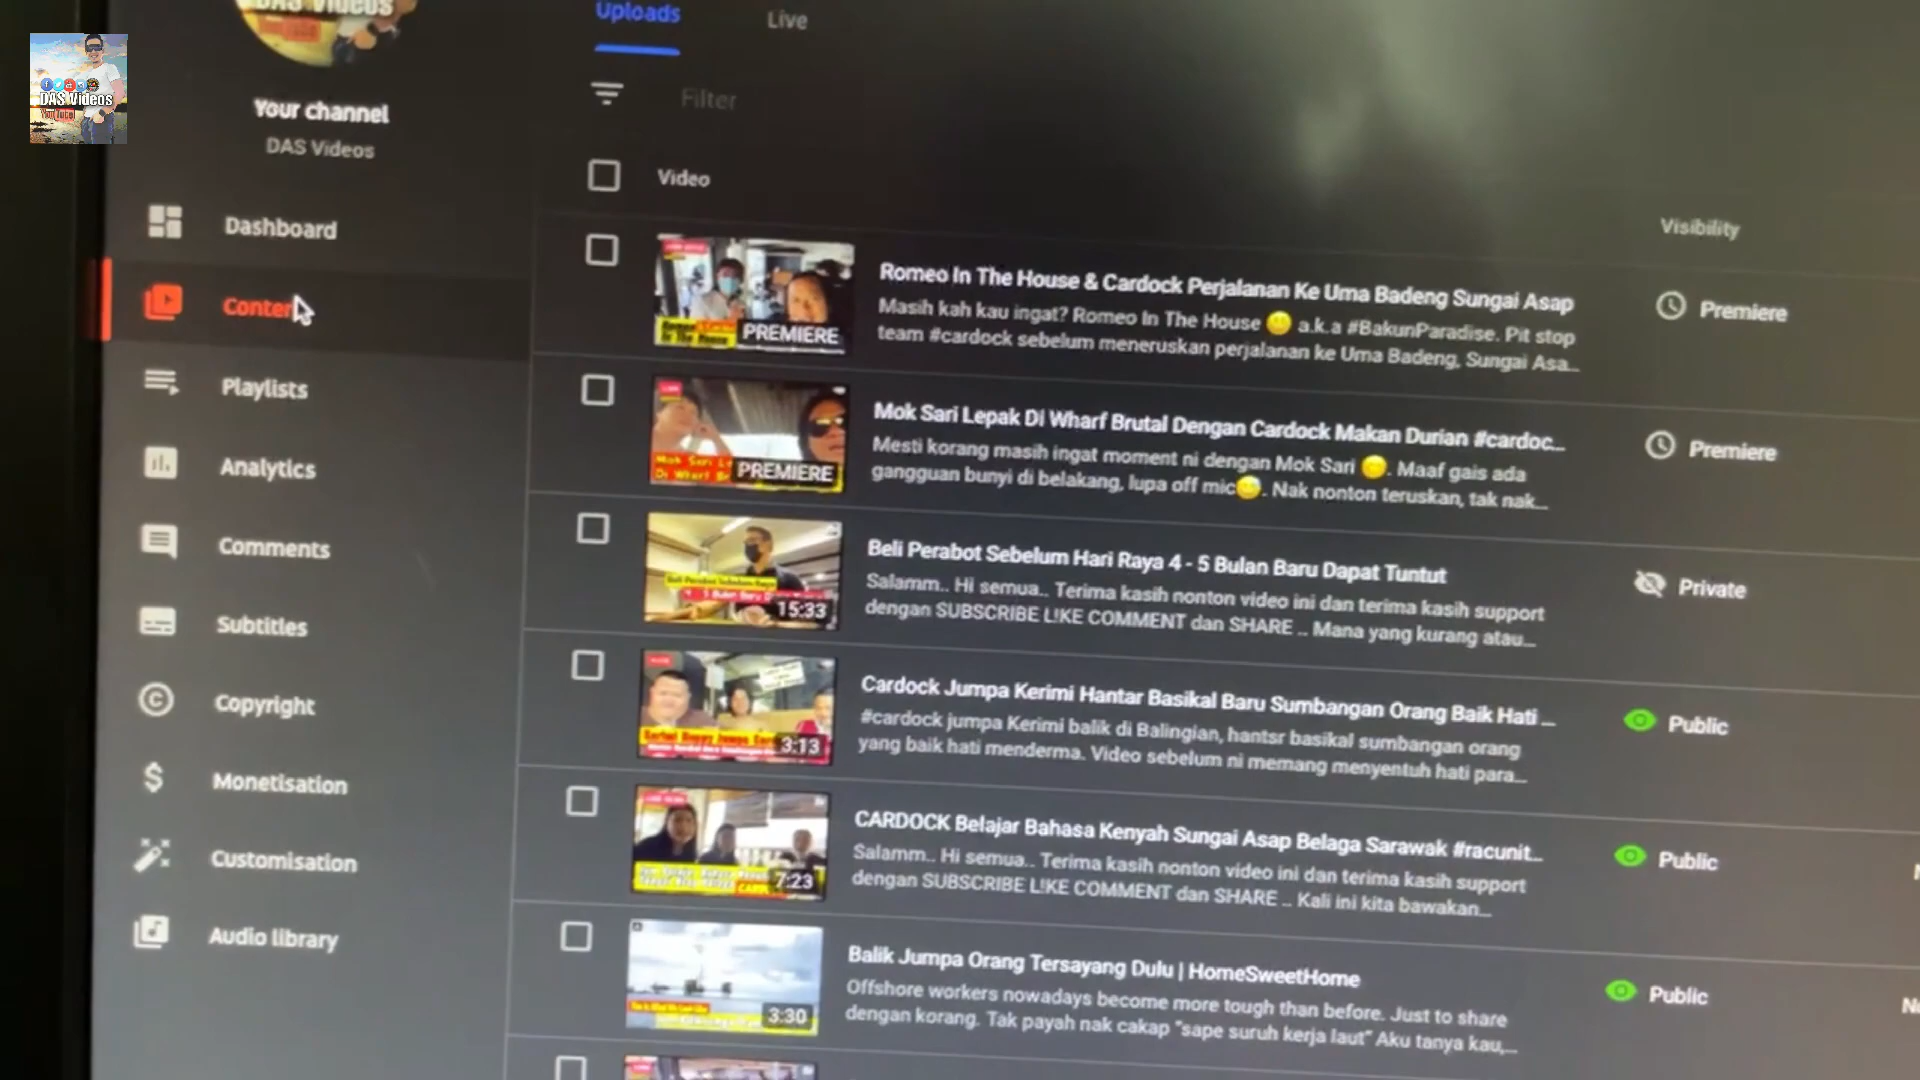 DAS Videos
DAS Videos
YouTube
Uploads
Live
Your channel
DAS Videos
Filter
Video
Visibility
Dashboard
Content
Playlists
Analytics
Comments
Subtitles
Copyright
Monetisation
Customisation
Audio library
PREMIERE
Romeo In The House & Cardock Perjalanan Ke Uma Badeng Sungai Asap
Masih kah kau ingat? Romeo In The House 😊 a.k.a #BakunParadise. Pit stop
team #cardock sebelum meneruskan perjalanan ke Uma Badeng, Sungai Asa...
Premiere
Mok Sari
Di Wharf
PREMIERE
Mok Sari Lepak Di Wharf Brutal Dengan Cardock Makan Durian #cardoc...
Mesti korang masih ingat moment ni dengan Mok Sari 😊. Maaf gais ada
gangguan bunyi di belakang, lupa off mic😊. Nak nonton teruskan, tak nak...
Premiere
Beli Perabot Sebelum Hari Raya
15:33
Beli Perabot Sebelum Hari Raya 4 - 5 Bulan Baru Dapat Tuntut
Salamm.. Hi semua.. Terima kasih nonton video ini dan terima kasih support
dengan SUBSCRIBE L!KE COMMENT dan SHARE .. Mana yang kurang atau...
Private
3:13
Cardock Jumpa Kerimi Hantar Basikal Baru Sumbangan Orang Baik Hati ...
#cardock jumpa Kerimi balik di Balingian, hantsr basikal sumbangan orang
yang baik hati menderma. Video sebelum ni memang menyentuh hati para...
Public
7:23
CARDOCK Belajar Bahasa Kenyah Sungai Asap Belaga Sarawak #racunit...
Salamm.. Hi semua.. Terima kasih nonton video ini dan terima kasih support
dengan SUBSCRIBE L!KE COMMENT dan SHARE .. Kali ini kita bawakan...
Public
3:30
Balik Jumpa Orang Tersayang Dulu | HomeSweetHome
Offshore workers nowadays become more tough than before. Just to share
dengan korang. Tak payah nak cakap "sape suruh kerja laut" Aku tanya kau,...
Public